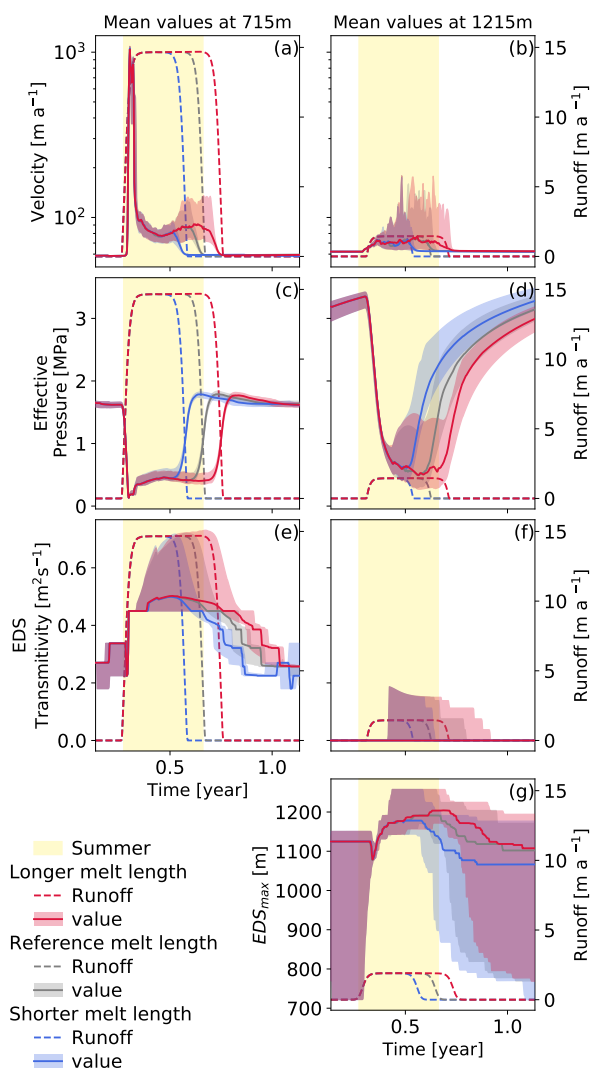 Mean values at 715m
Mean values at 1215m
(a)
(b)
10³
10²
Velocity [m a⁻¹]
15
10
5
0
Runoff [m a⁻¹]
(c)
(d)
3
2
1
0
Effective
Pressure [MPa]
15
10
5
0
Runoff [m a⁻¹]
(e)
(f)
0.6
0.4
0.2
0.0
EDS
Transmitivity [m²s⁻¹]
15
10
5
0
Runoff [m a⁻¹]
0.5
1.0
Time [year]
(g)
1200
1100
1000
900
800
700
EDSₘₐₓ [m]
15
10
5
0
Runoff [m a⁻¹]
0.5
1.0
Time [year]
Summer
Longer melt length
Runoff
value
Reference melt length
Runoff
value
Shorter melt length
Runoff
value